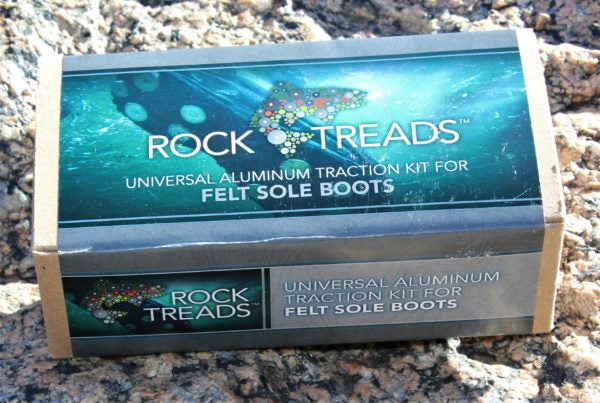 ROCK TREADS™
UNIVERSAL ALUMINUM TRACTION KIT FOR
FELT SOLE BOOTS
ROCK
TREADS™
UNIVERSAL ALUMINUM
TRACTION KIT FOR
FELT SOLE BOOTS